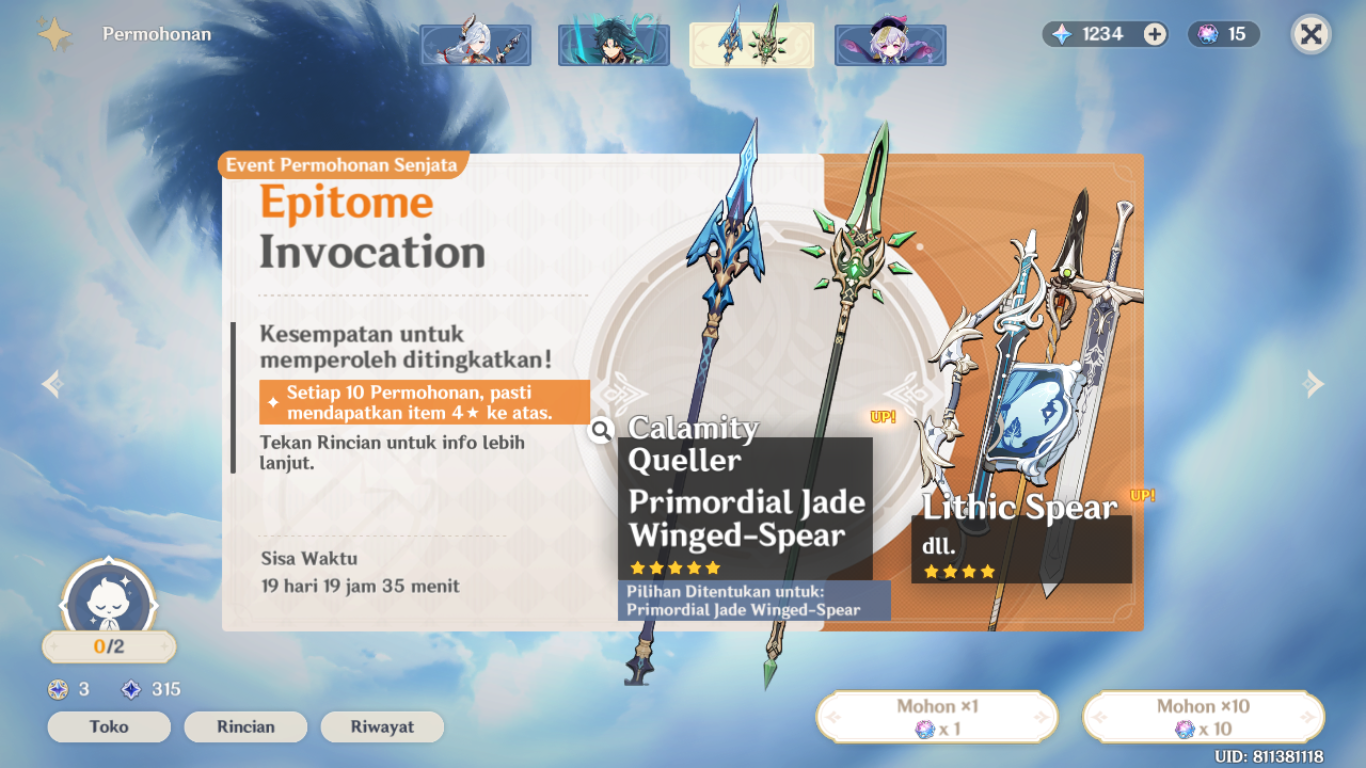 Permohonan
1234
15
Event Permohonan Senjata
Epitome
Invocation
Kesempatan untuk
memperoleh ditingkatkan!
Setiap 10 Permohonan, pasti
mendapatkan item 4★ ke atas.
Tekan Rincian untuk info lebih
lanjut.
Sisa Waktu
19 hari 19 jam 35 menit
UP!
Calamity
Queller
Primordial Jade
Winged-Spear
Pilihan Ditentukan untuk:
Primordial Jade Winged-Spear
UP!
Lithic Spear
dll.
0/2
3
315
Toko
Rincian
Riwayat
Mohon ×1
x 1
Mohon ×10
x 10
UID: 811381118